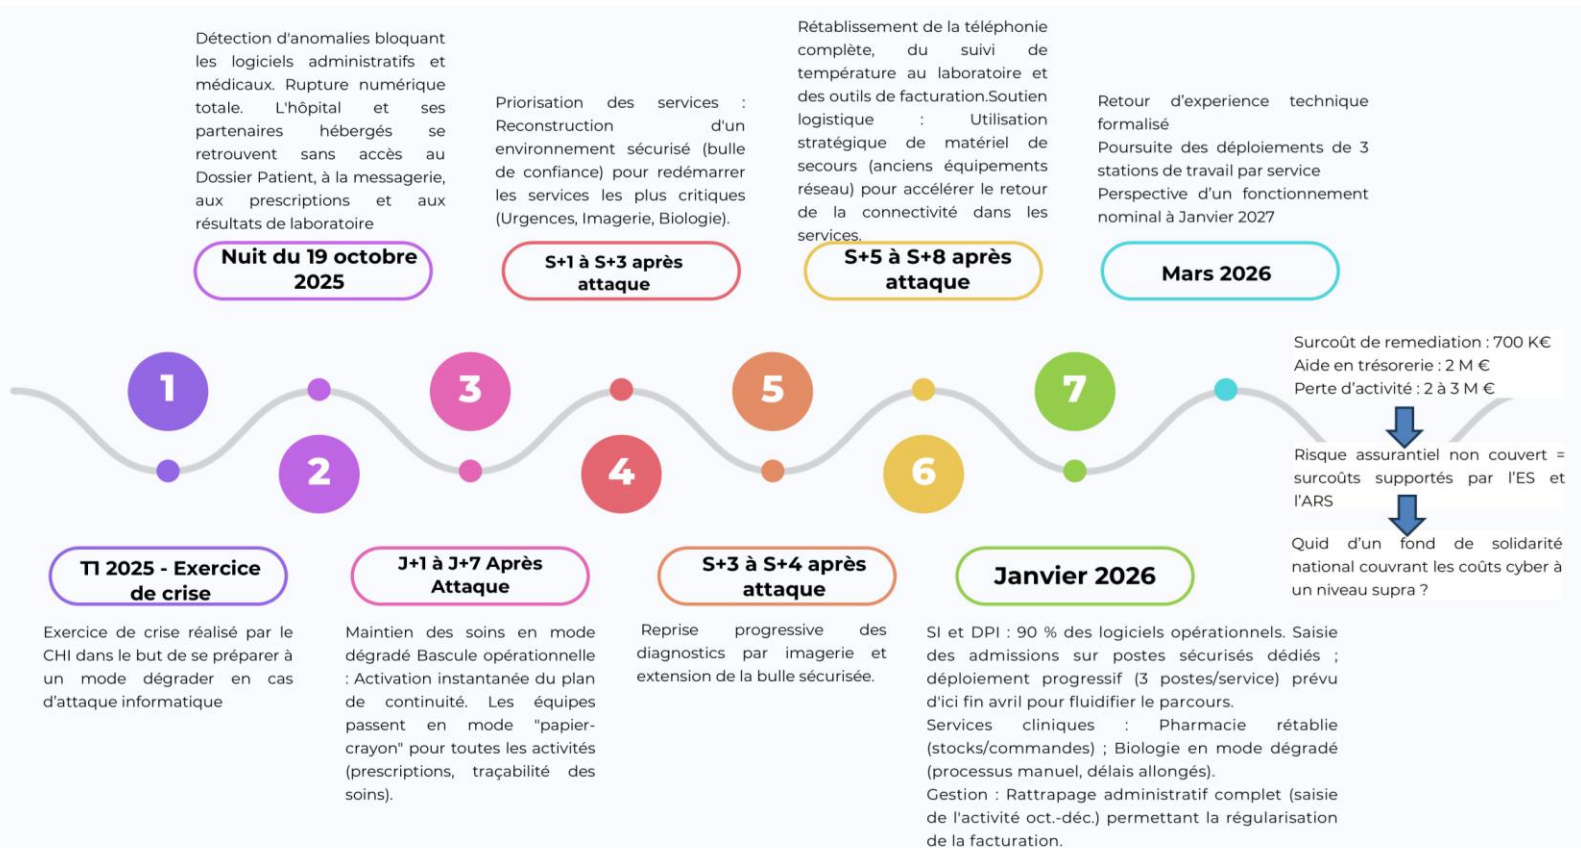 Détection d'anomalies bloquant
les logiciels administratifs et
médicaux. Rupture numérique
totale. L'hôpital et ses
partenaires hébergés se
retrouvent sans accès au
Dossier Patient, à la messagerie,
aux prescriptions et aux
résultats de laboratoire
Nuit du 19 octobre
2025
Priorisation des services :
Reconstruction d'un
environnement sécurisé (bulle
de confiance) pour redémarrer
les services les plus critiques
(Urgences, Imagerie, Biologie).
S+1 à S+3 après
attaque
Rétablissement de la téléphonie
complète, du suivi de
température au laboratoire et
des outils de facturation.Soutien
logistique : Utilisation
stratégique de matériel de
secours (anciens équipements
réseau) pour accélérer le retour
de la connectivité dans les
services.
S+5 à S+8 après
attaque
Retour d'experience technique
formalisé
Poursuite des déploiements de 3
stations de travail par service
Perspective d'un fonctionnement
nominal à Janvier 2027
Mars 2026
1
2
3
4
5
6
7
Surcoût de remediation : 700 K€
Aide en trésorerie : 2 M €
Perte d'activité : 2 à 3 M €
Risque assurantiel non couvert =
surcoûts supportés par l'ES et
l'ARS
Quid d'un fond de solidarité
national couvrant les coûts cyber à
un niveau supra ?
T1 2025 - Exercice
de crise
Exercice de crise réalisé par le
CHI dans le but de se préparer à
un mode dégrader en cas
d'attaque informatique
J+1 à J+7 Après
Attaque
Maintien des soins en mode
dégradé Bascule opérationnelle
: Activation instantanée du plan
de continuité. Les équipes
passent en mode "papier-
crayon" pour toutes les activités
(prescriptions, traçabilité des
soins).
S+3 à S+4 après
attaque
Reprise progressive des
diagnostics par imagerie et
extension de la bulle sécurisée.
Janvier 2026
SI et DPI : 90 % des logiciels opérationnels. Saisie
des admissions sur postes sécurisés dédiés ;
déploiement progressif (3 postes/service) prévu
d'ici fin avril pour fluidifier le parcours.
Services cliniques : Pharmacie rétablie
(stocks/commandes) ; Biologie en mode dégradé
(processus manuel, délais allongés).
Gestion : Rattrapage administratif complet (saisie
de l'activité oct.-déc.) permettant la régularisation
de la facturation.